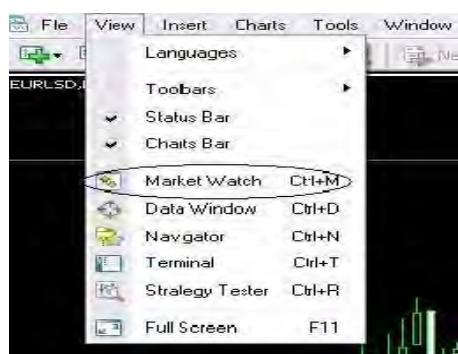 File View Insert Charts Tools Window
Languages
EURUSD,
Toolbars
Status Bar
Charts Bar
Market Watch Ctrl+M
Data Window Ctrl+D
Navigator Ctrl+N
Terminal Ctrl+T
Strategy Tester Ctrl+R
Full Screen F11